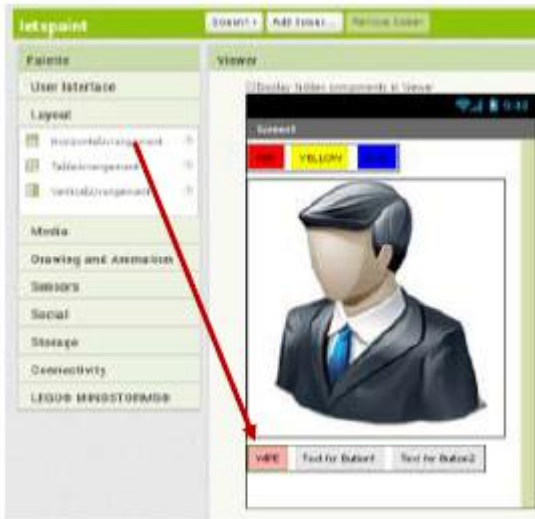 letspaint
Screen1 Add Screen... Remove Screen
Palette
Viewer
User Interface
Display hidden components in Viewer
Layout
9:48
Screen1
HorizontalArrangement
RED YELLOW
TableArrangement
VerticalArrangement
Media
Drawing and Animation
Sensors
Social
Storage
Connectivity
LEGO® MINDSTORMS®
WIPE Text for Button1 Text for Button2